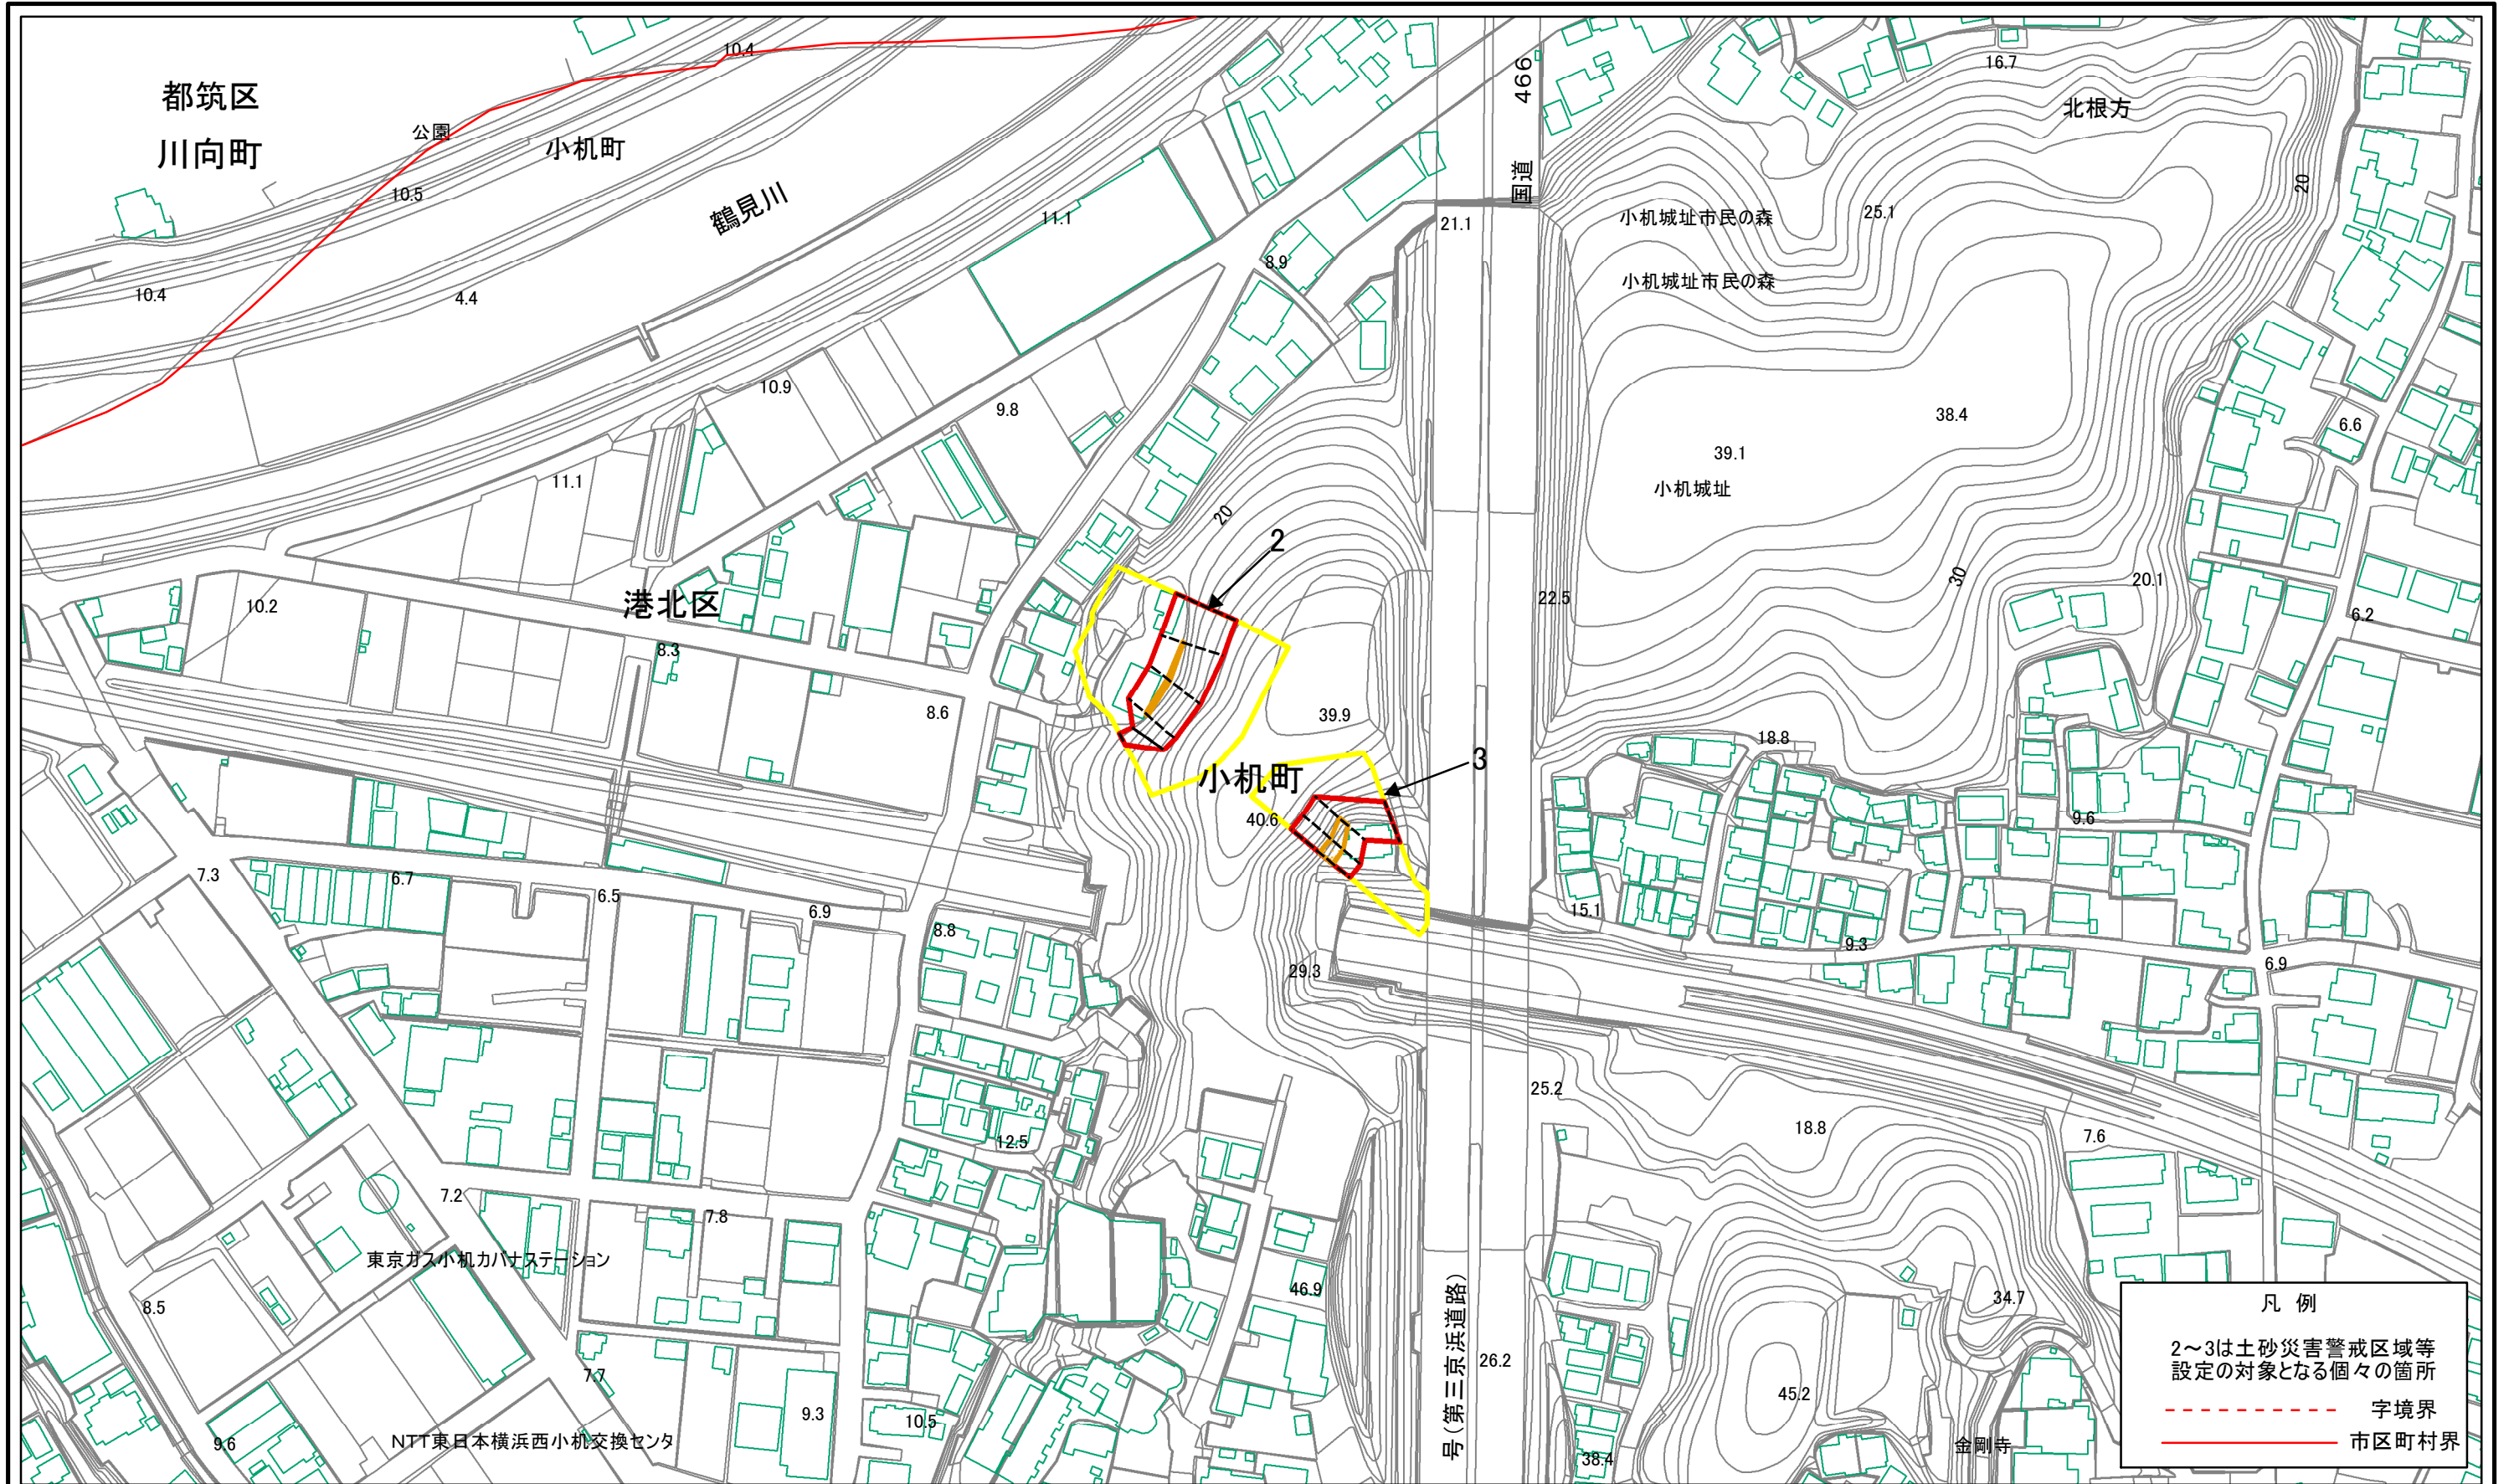 都筑区
川向町
公園
小机町
鶴見川
10.4
10.5
10.4
4.4
11.1
国道 466
号(第三京浜道路)
21.1
8.9
16.7
北根方
小机城址市民の森
25.1
小机城址市民の森
20
38.4
39.1
小机城址
6.6
10.9
9.8
11.1
20
2
22.5
30
20.1
6.2
10.2
港北区
8.3
8.6
39.9
小机町
3
18.8
40.6
9.6
7.3
6.7
6.5
6.9
8.8
15.1
9.3
6.9
29.3
25.2
18.8
7.6
12.5
7.2
7.8
東京ガス小机ガバナステーション
8.5
46.9
34.7
26.2
45.2
7.7
9.3
10.5
9.6
NTT東日本横浜西小机交換センタ
38.4
金剛寺
凡 例
2～3は土砂災害警戒区域等
設定の対象となる個々の箇所
字境界
市区町村界